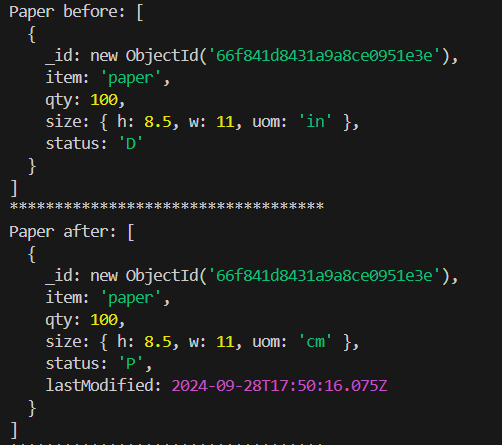 Paper before: [
  {
    _id: new ObjectId('66f841d8431a9a8ce0951e3e'),
    item: 'paper',
    qty: 100,
    size: { h: 8.5, w: 11, uom: 'in' },
    status: 'D'
  }
]
***********************************
Paper after: [
  {
    _id: new ObjectId('66f841d8431a9a8ce0951e3e'),
    item: 'paper',
    qty: 100,
    size: { h: 8.5, w: 11, uom: 'cm' },
    status: 'P',
    lastModified: 2024-09-28T17:50:16.075Z
  }
]